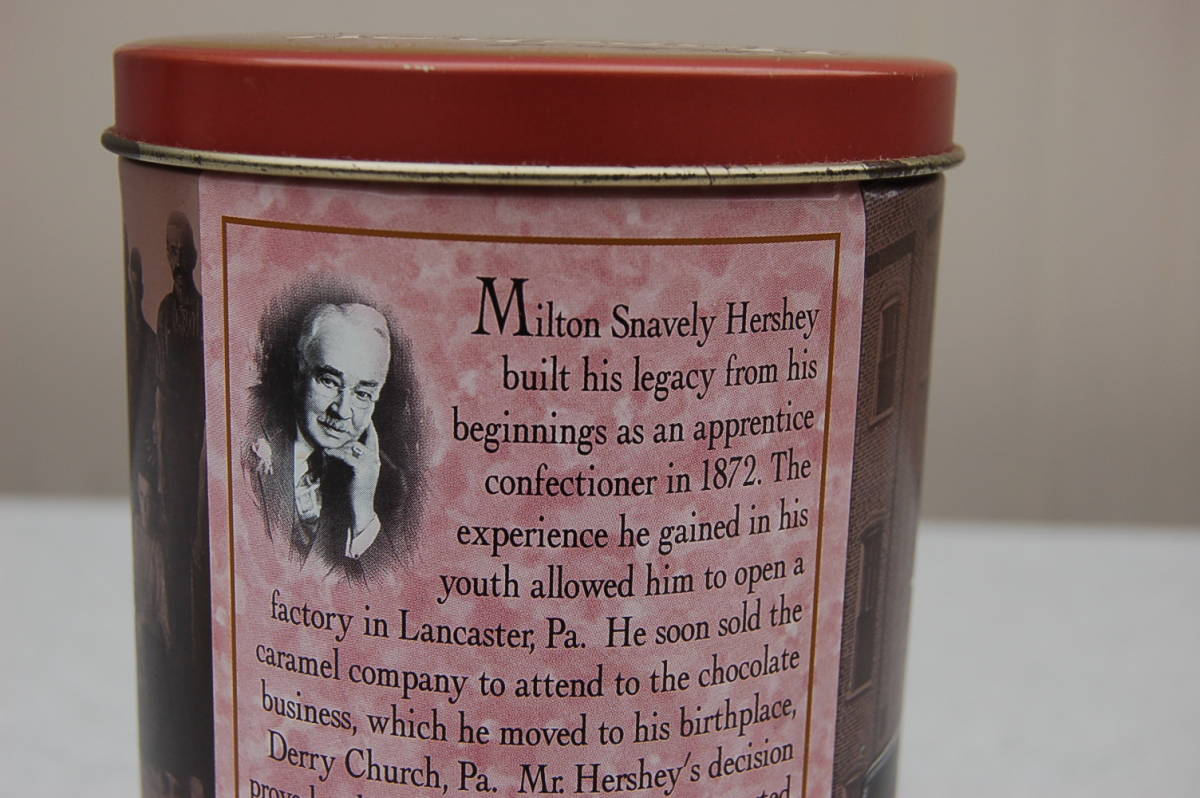 Milton Snavely Hershey
built his legacy from his
beginnings as an apprentice
confectioner in 1872. The
experience he gained in his
youth allowed him to open a
factory in Lancaster, Pa. He soon sold the
caramel company to attend to the chocolate
business, which he moved to his birthplace,
Derry Church, Pa. Mr. Hershey's decision